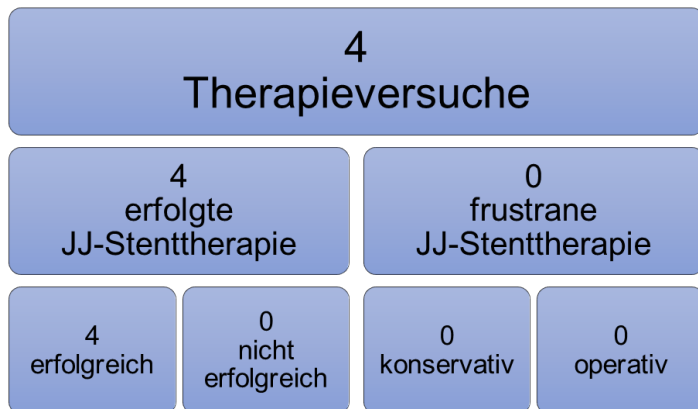 4
Therapieversuche
4
erfolgte
JJ-Stenttherapie
0
frustrane
JJ-Stenttherapie
4
erfolgreich
0
nicht
erfolgreich
0
konservativ
0
operativ